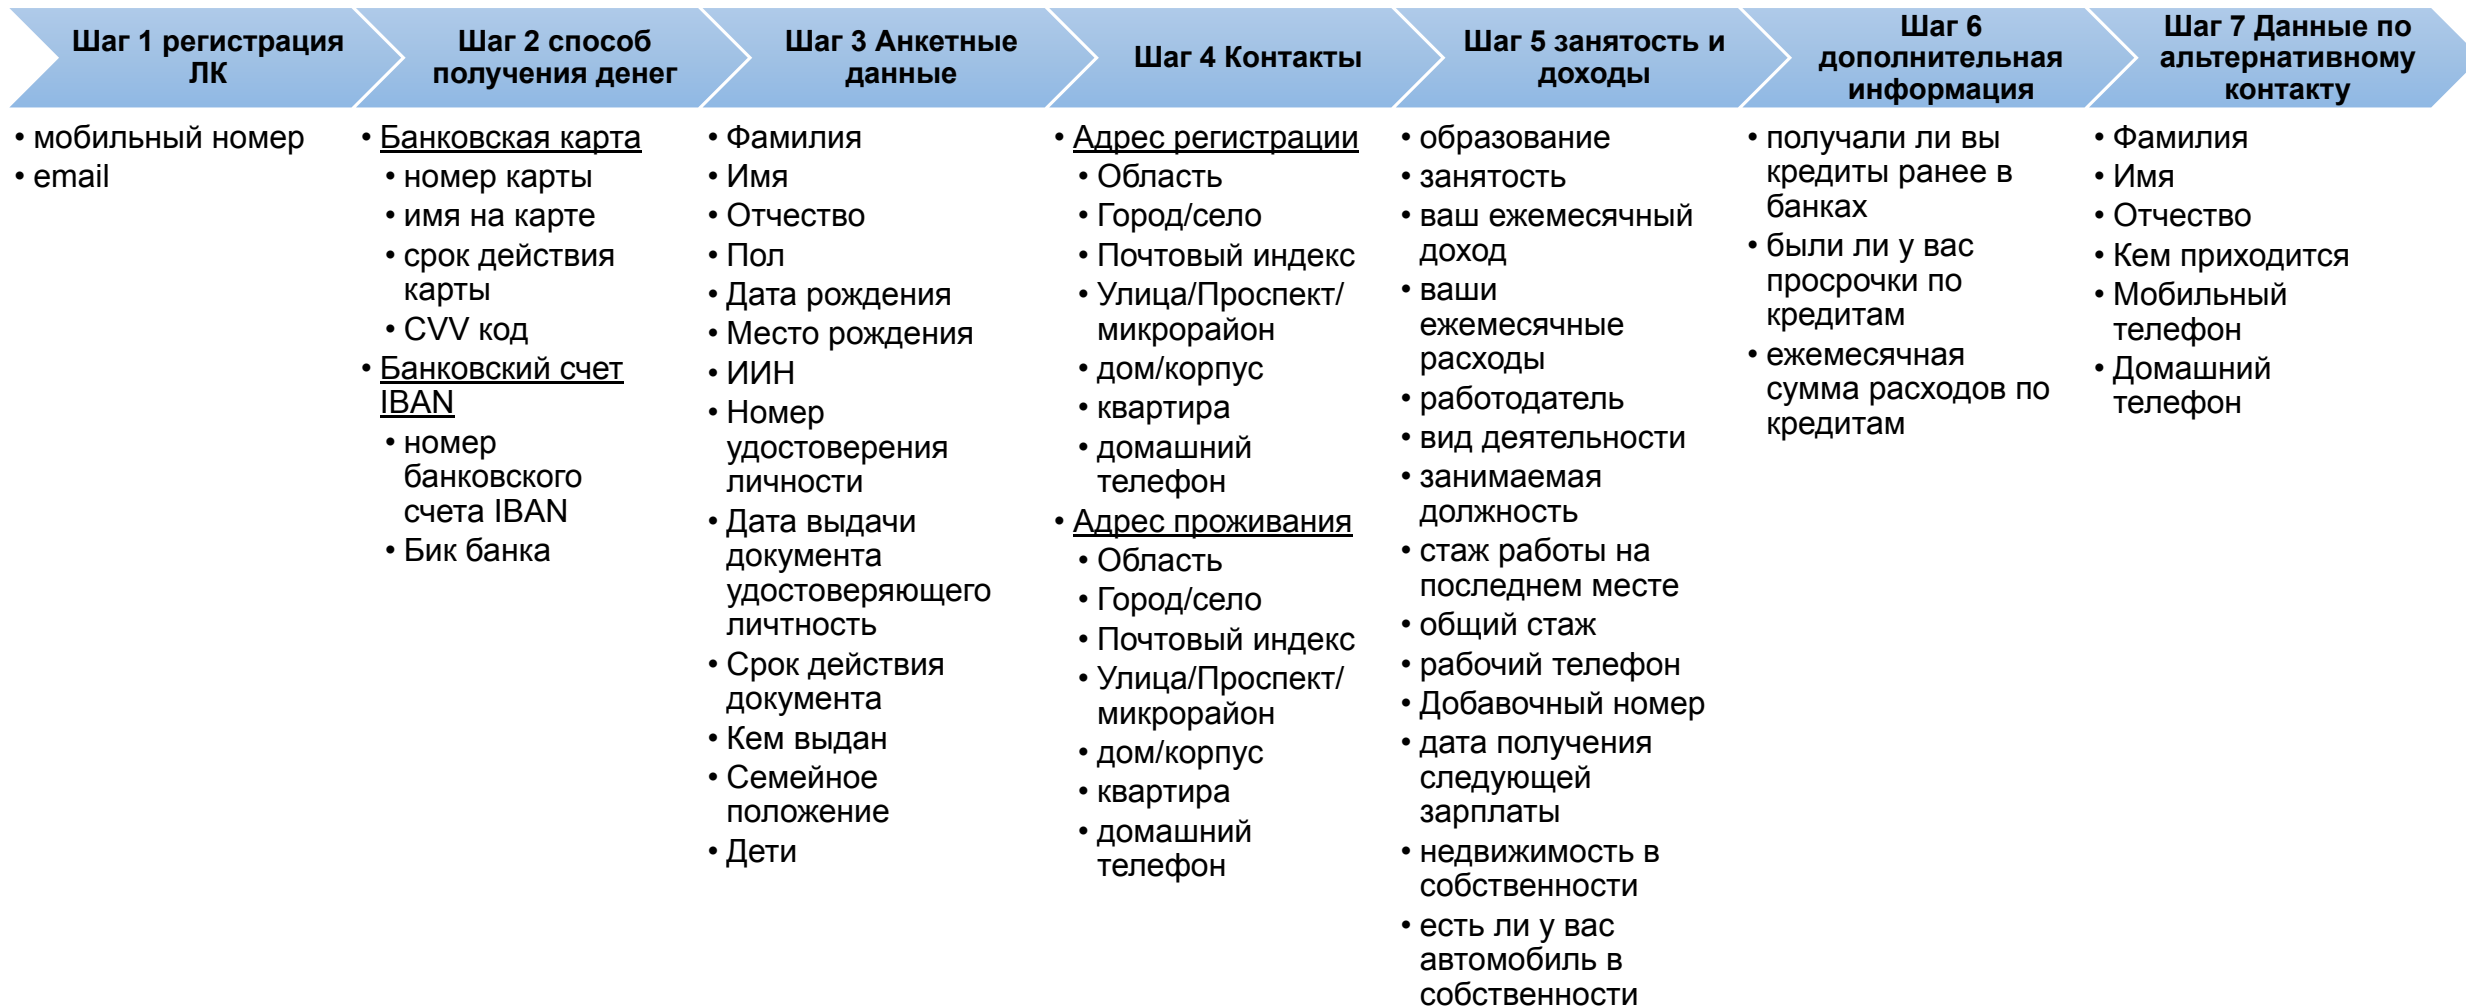 Шаг 1 регистрация
ЛК
Шаг 2 способ
получения денег
Шаг 3 Анкетные
данные
Шаг 4 Контакты
Шаг 5 занятость и
доходы
Шаг 6
дополнительная
информация
Шаг 7 Данные по
альтернативному
контакту
• мобильный номер
• email
• Банковская карта
• номер карты
• имя на карте
• срок действия
карты
• CVV код
• Банковский счет
IBAN
• номер
банковского
счета IBAN
• Бик банка
• Фамилия
• Имя
• Отчество
• Пол
• Дата рождения
• Место рождения
• ИИН
• Номер
удостоверения
личности
• Дата выдачи
документа
удостоверяющего
личтность
• Срок действия
документа
• Кем выдан
• Семейное
положение
• Дети
• Адрес регистрации
• Область
• Город/село
• Почтовый индекс
• Улица/Проспект/
микрорайон
• дом/корпус
• квартира
• домашний
телефон
• Адрес проживания
• Область
• Город/село
• Почтовый индекс
• Улица/Проспект/
микрорайон
• дом/корпус
• квартира
• домашний
телефон
• образование
• занятость
• ваш ежемесячный
доход
• ваши
ежемесячные
расходы
• работодатель
• вид деятельности
• занимаемая
должность
• стаж работы на
последнем месте
• общий стаж
• рабочий телефон
• Добавочный номер
• дата получения
следующей
зарплаты
• недвижимость в
собственности
• есть ли у вас
автомобиль в
собственности
• получали ли вы
кредиты ранее в
банках
• были ли у вас
просрочки по
кредитам
• ежемесячная
сумма расходов по
кредитам
• Фамилия
• Имя
• Отчество
• Кем приходится
• Мобильный
телефон
• Домашний
телефон